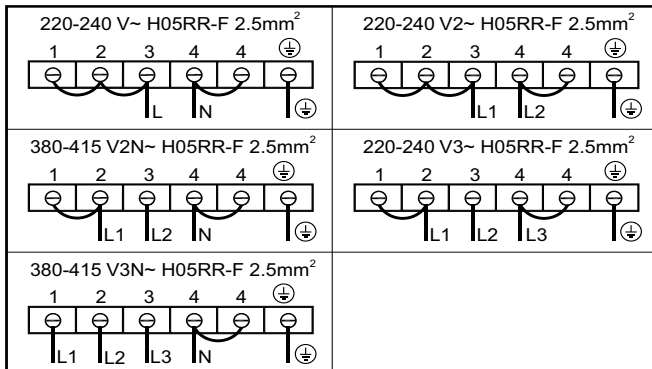 220-240 V~ H05RR-F 2.5mm²
1 2 3 4 4
L N
220-240 V2~ H05RR-F 2.5mm²
1 2 3 4 4
L1 L2
380-415 V2N~ H05RR-F 2.5mm²
1 2 3 4 4
L1 L2 N
220-240 V3~ H05RR-F 2.5mm²
1 2 3 4 4
L1 L2 L3
380-415 V3N~ H05RR-F 2.5mm²
1 2 3 4 4
L1 L2 L3 N